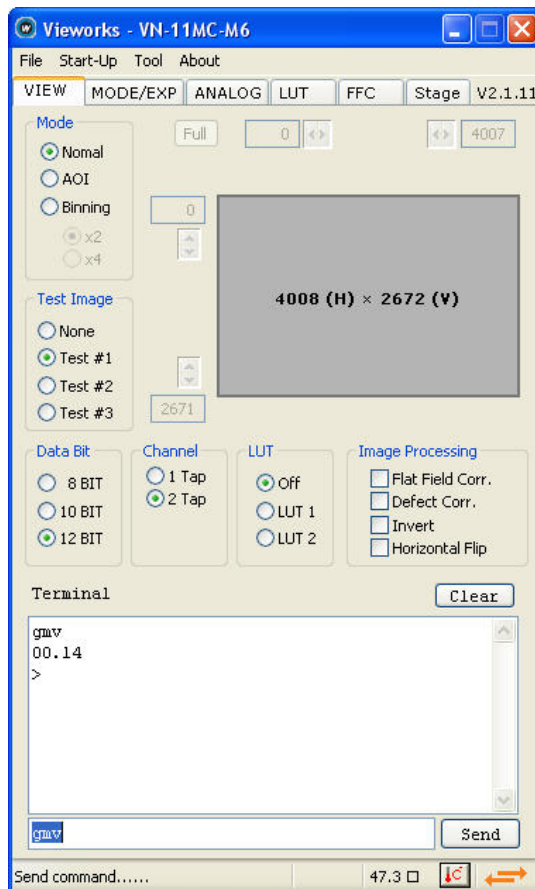 Vieworks - VN-11MC-M6
File Start-Up Tool About
VIEW MODE/EXP ANALOG LUT FFC Stage V2.1.11
Mode
Nomal
AOI
Binning
x2
x4
Full 0 4007
0
4008 (H) × 2672 (V)
2671
Test Image
None
Test #1
Test #2
Test #3
Data Bit
8 BIT
10 BIT
12 BIT
Channel
1 Tap
2 Tap
LUT
Off
LUT 1
LUT 2
Image Processing
Flat Field Corr.
Defect Corr.
Invert
Horizontal Flip
Terminal Clear
gmv
00.14
>
gmv Send
Send command...... 47.3 □ C